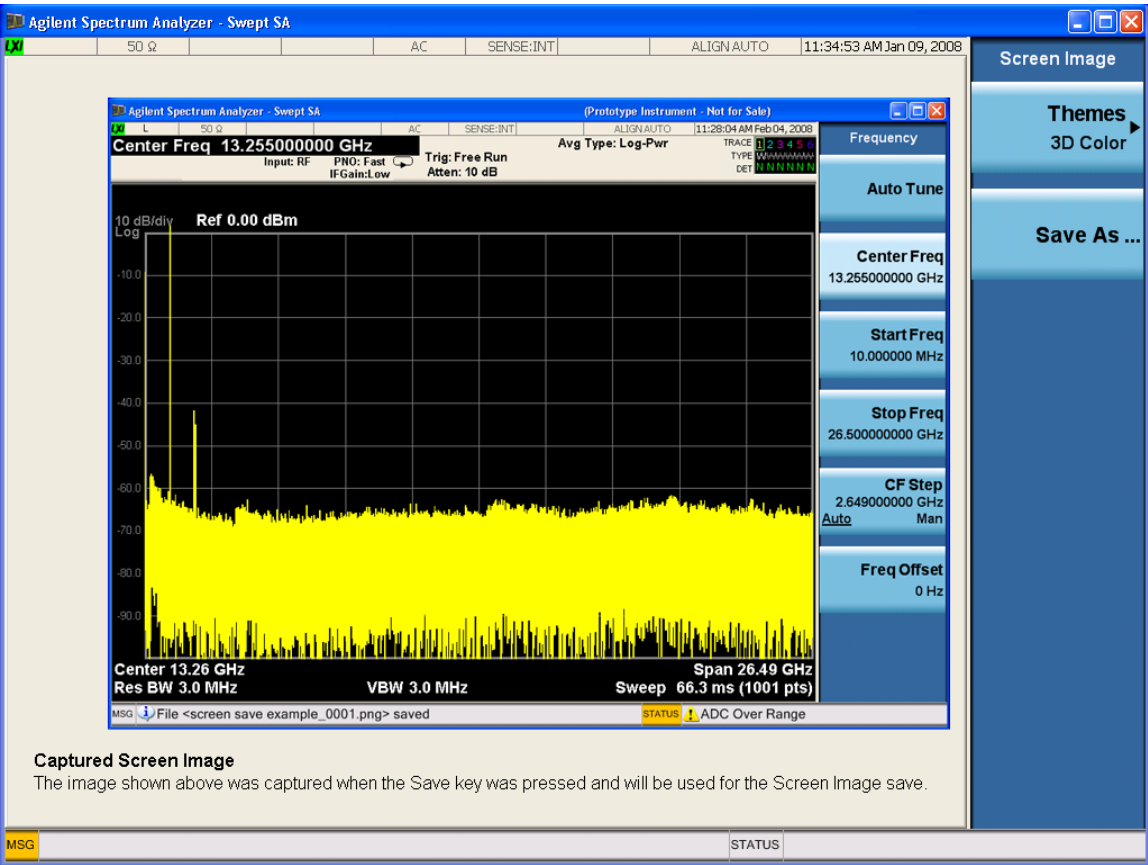 Agilent Spectrum Analyzer - Swept SA
LXI 50 Ω AC SENSE:INT ALIGN AUTO 11:34:53 AM Jan 09, 2008
Screen Image
Themes
3D Color
Save As ...
Agilent Spectrum Analyzer - Swept SA (Prototype Instrument - Not for Sale)
LXI L 50 Ω AC SENSE:INT ALIGN AUTO 11:28:04 AM Feb 04, 2008
Center Freq 13.255000000 GHz
Input: RF PNO: Fast
IFGain:Low
Trig: Free Run
Atten: 10 dB
Avg Type: Log-Pwr
TRACE 1 2 3 4 5 6
TYPE WWWWWWW
DET N N N N N N
10 dB/div Ref 0.00 dBm
Log
-10.0
-20.0
-30.0
-40.0
-50.0
-60.0
-70.0
-80.0
-90.0
Center 13.26 GHz Span 26.49 GHz
Res BW 3.0 MHz VBW 3.0 MHz Sweep 66.3 ms (1001 pts)
MSG File <screen save example_0001.png> saved STATUS ADC Over Range
Frequency
Auto Tune
Center Freq
13.255000000 GHz
Start Freq
10.000000 MHz
Stop Freq
26.500000000 GHz
CF Step
2.649000000 GHz
Auto Man
Freq Offset
0 Hz
Captured Screen Image
The image shown above was captured when the Save key was pressed and will be used for the Screen Image save.
MSG STATUS